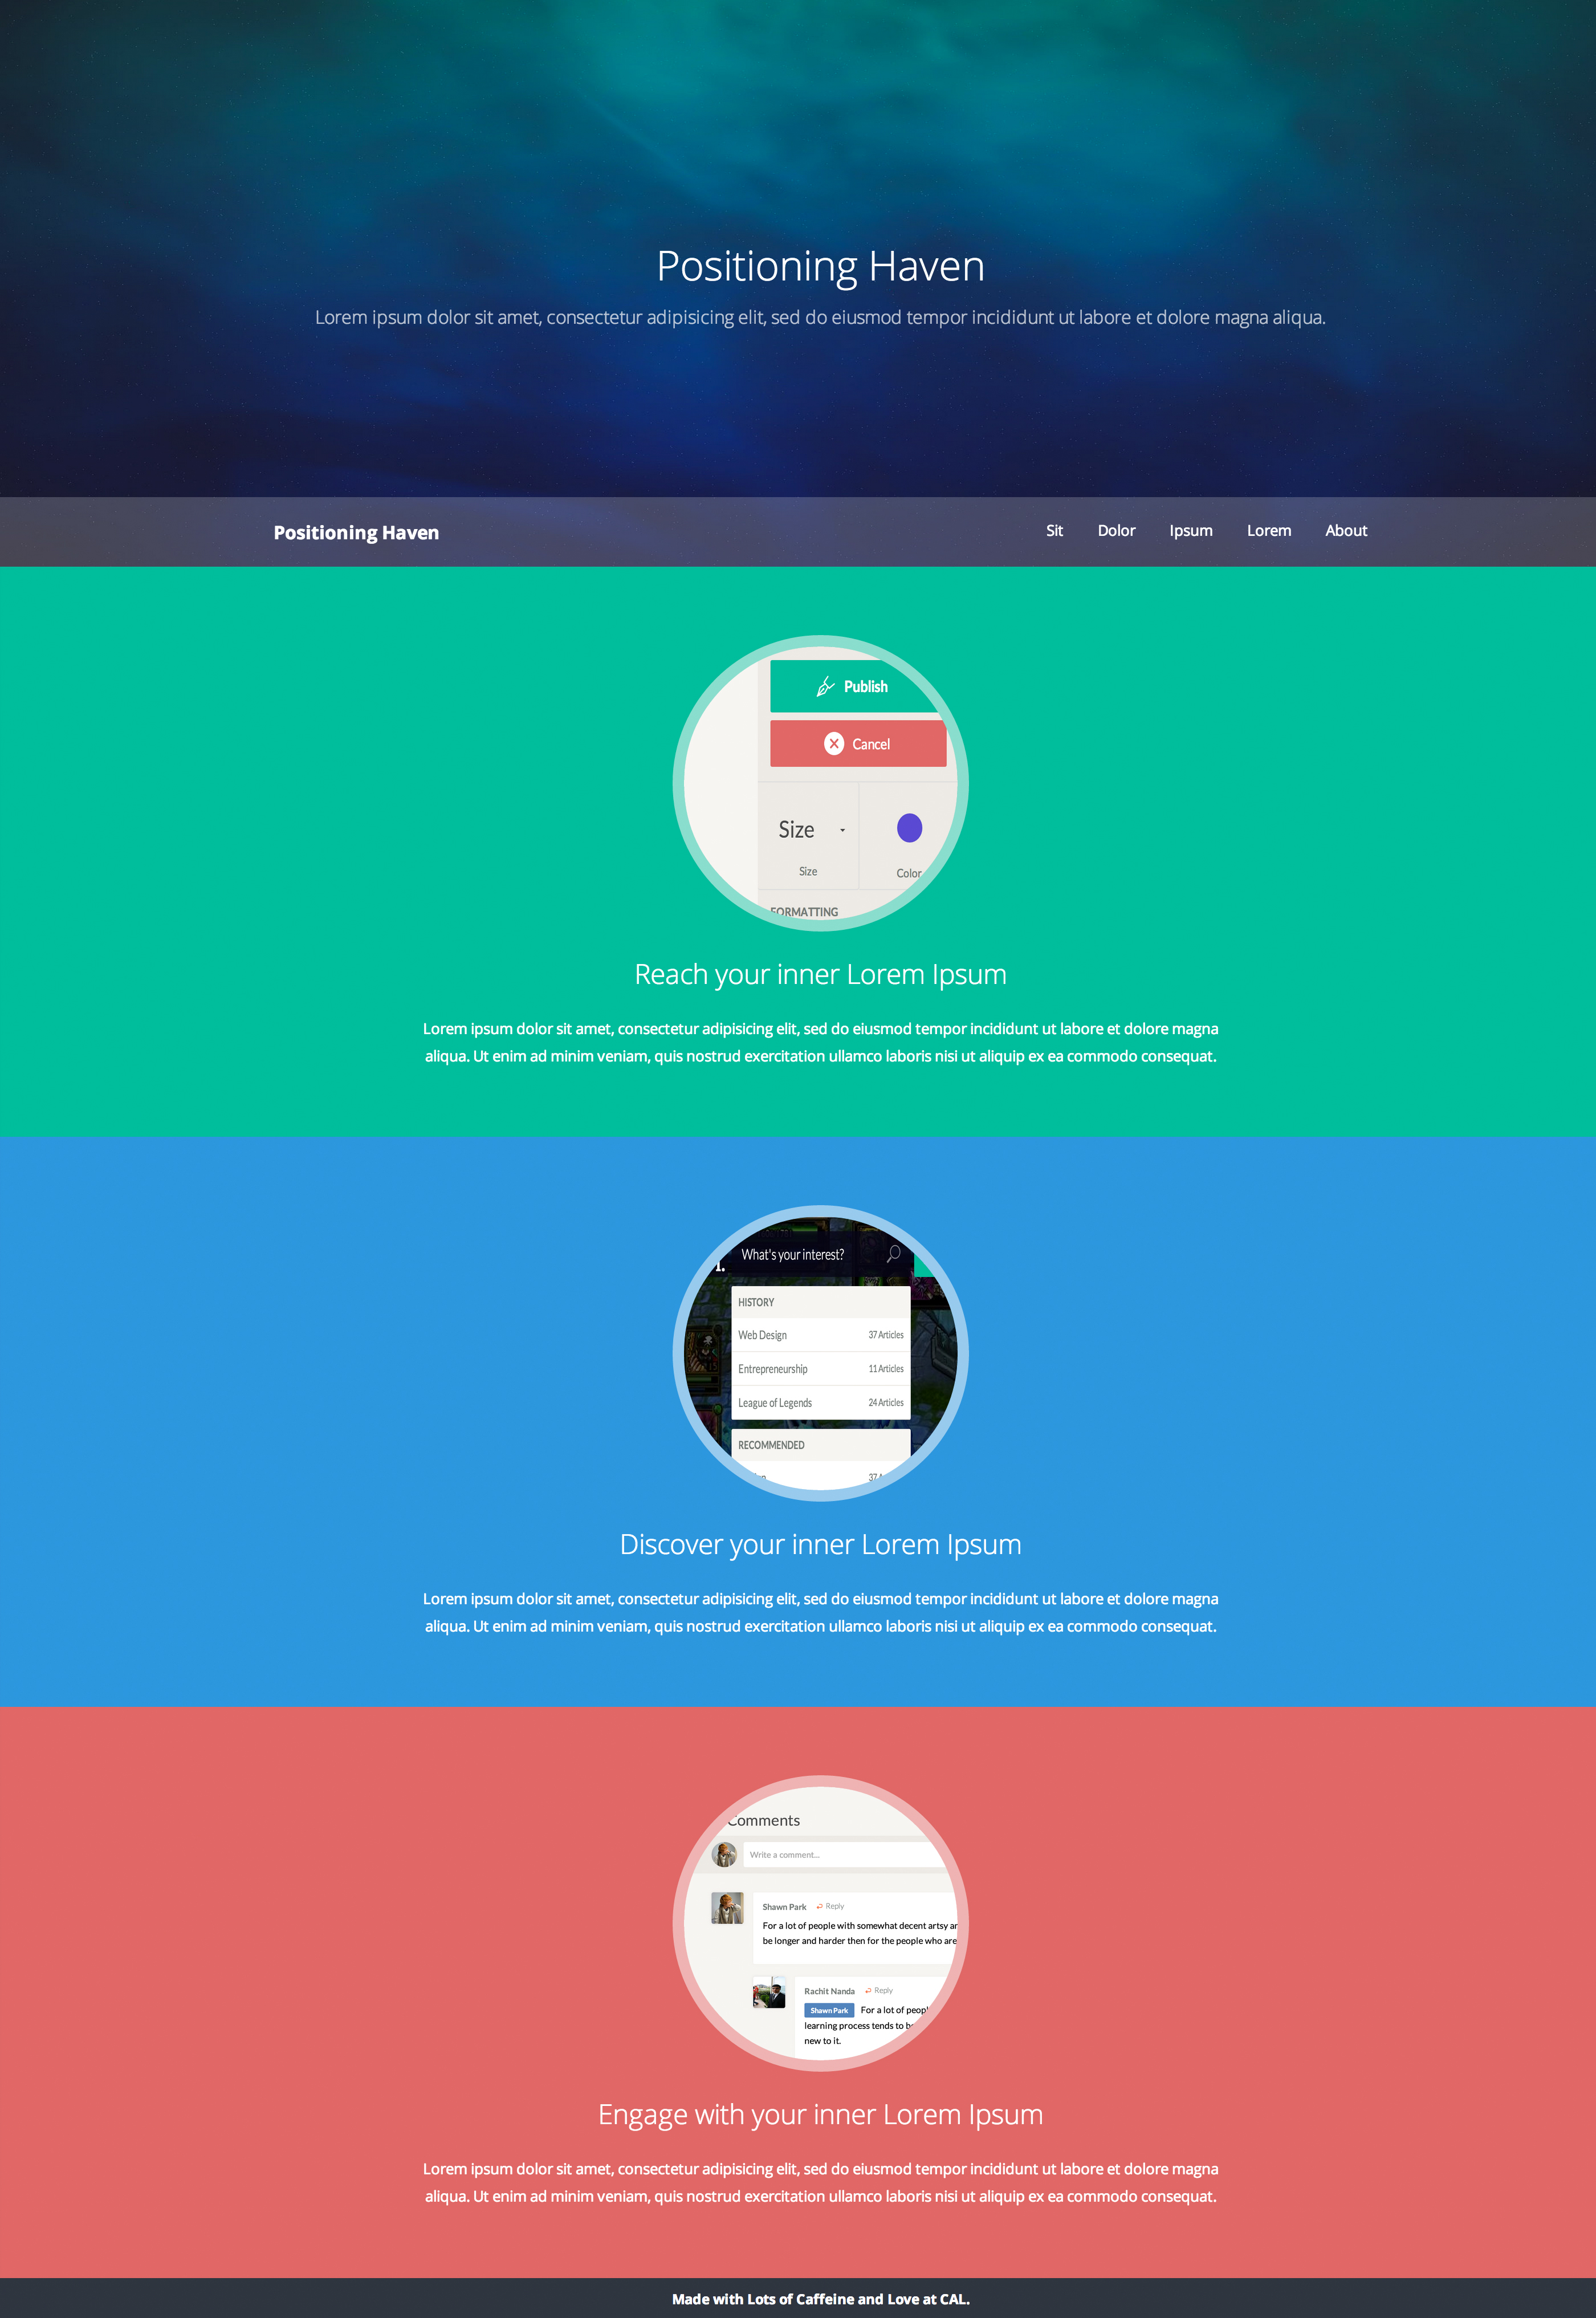 Positioning Haven
Lorem ipsum dolor sit amet, consectetur adipisicing elit, sed do eiusmod tempor incididunt ut labore et dolore magna aliqua.
Positioning Haven
Sit Dolor Ipsum Lorem About
Publish
Cancel
Size
Size Color
FORMATTING
Reach your inner Lorem Ipsum
Lorem ipsum dolor sit amet, consectetur adipisicing elit, sed do eiusmod tempor incididunt ut labore et dolore magna
aliqua. Ut enim ad minim veniam, quis nostrud exercitation ullamco laboris nisi ut aliquip ex ea commodo consequat.
What's your interest?
HISTORY
Web Design 37 Articles
Entrepreneurship 11 Articles
League of Legends 24 Articles
RECOMMENDED
37
Discover your inner Lorem Ipsum
Lorem ipsum dolor sit amet, consectetur adipisicing elit, sed do eiusmod tempor incididunt ut labore et dolore magna
aliqua. Ut enim ad minim veniam, quis nostrud exercitation ullamco laboris nisi ut aliquip ex ea commodo consequat.
Comments
Write a comment...
Shawn Park Reply
For a lot of people with somewhat decent artsy
be longer and harder then for the people who are
Rachit Nanda Reply
Shawn Park For a lot of
learning process tends to
new to it.
Engage with your inner Lorem Ipsum
Lorem ipsum dolor sit amet, consectetur adipisicing elit, sed do eiusmod tempor incididunt ut labore et dolore magna
aliqua. Ut enim ad minim veniam, quis nostrud exercitation ullamco laboris nisi ut aliquip ex ea commodo consequat.
Made with Lots of Caffeine and Love at CAL.